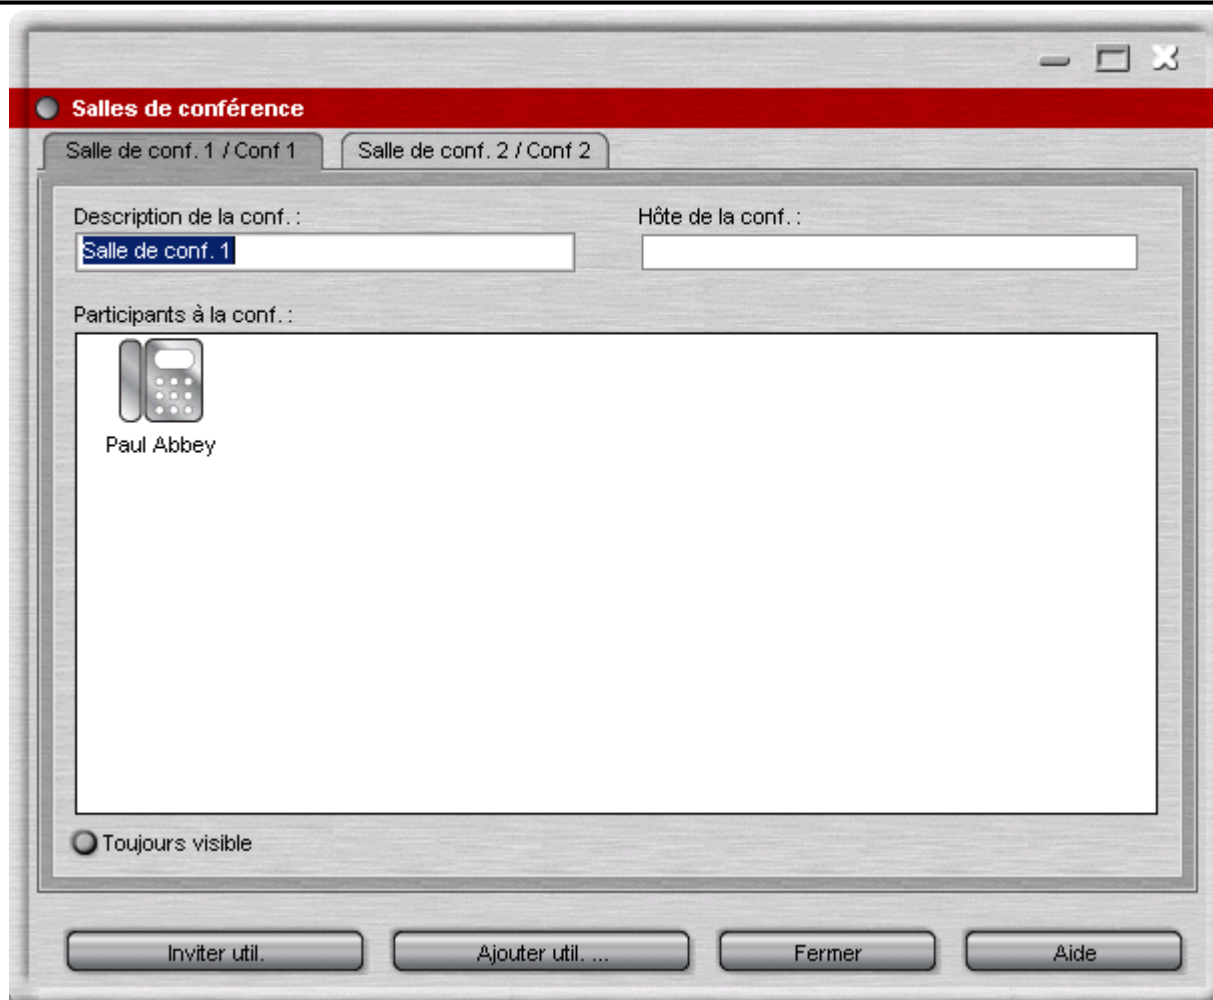 Salles de conférence
Salle de conf. 1 / Conf 1
Salle de conf. 2 / Conf 2
Description de la conf. :
Hôte de la conf. :
Salle de conf. 1
Participants à la conf. :
Paul Abbey
Toujours visible
Inviter util.
Ajouter util. ...
Fermer
Aide